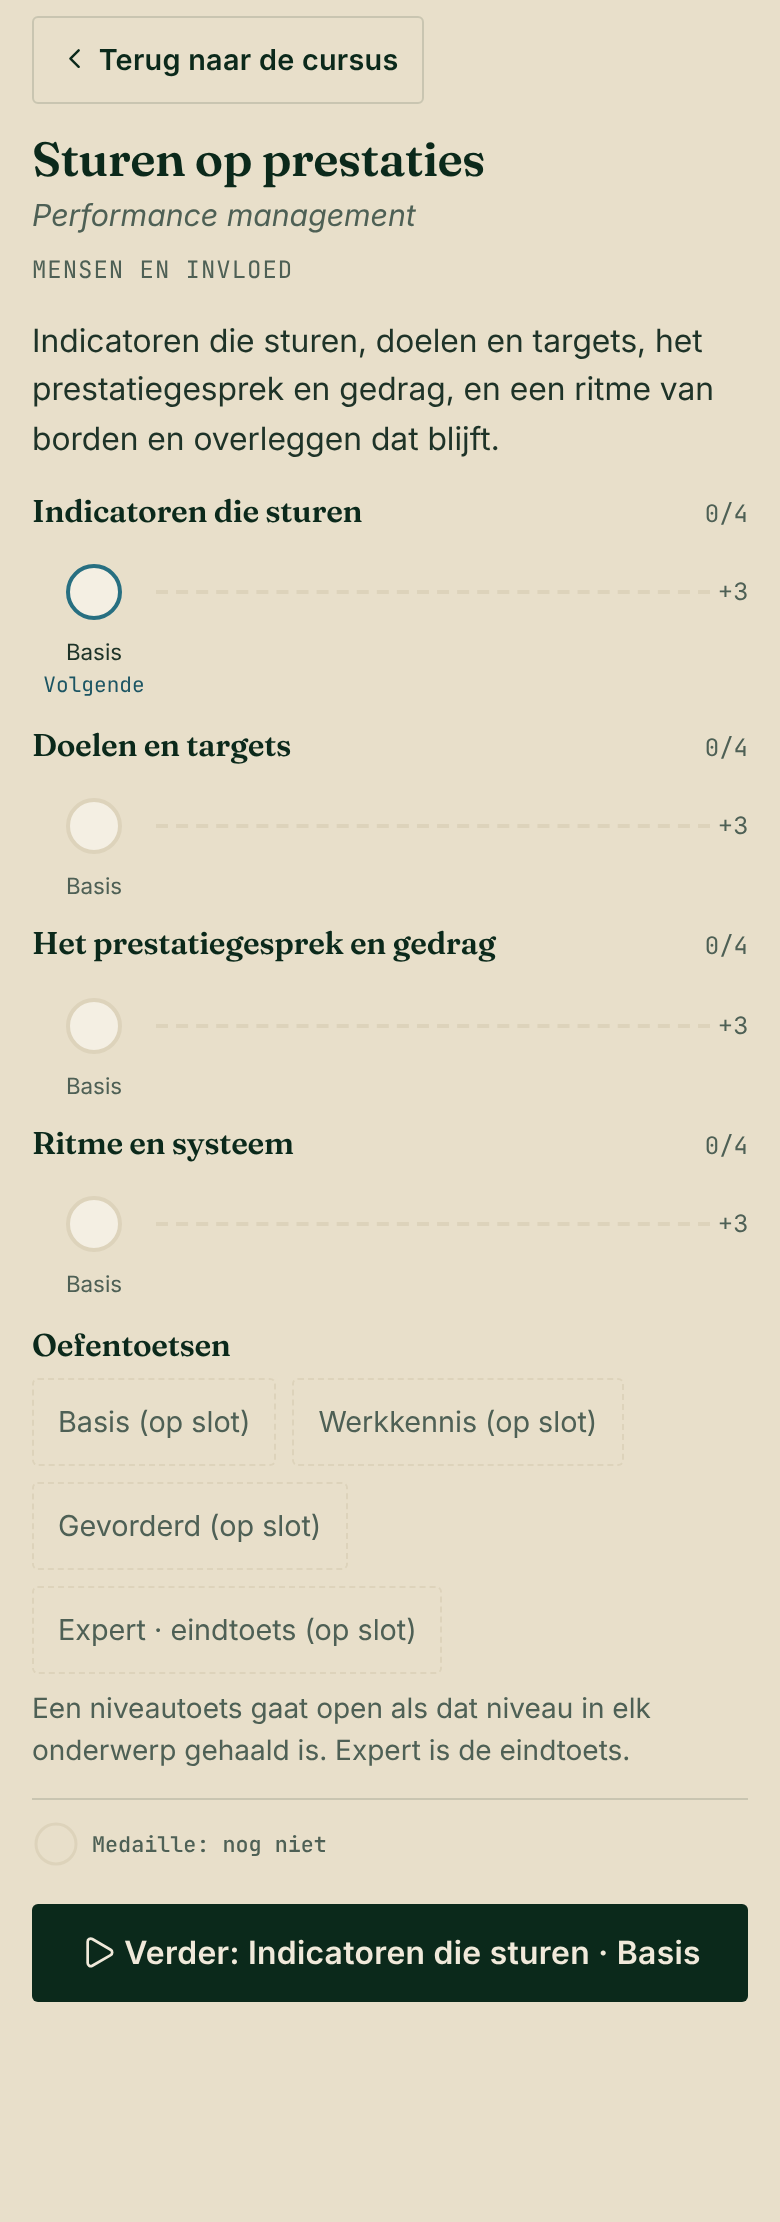 Terug naar de cursus
Sturen op prestaties
Performance management
MENSEN EN INVLOED
Indicatoren die sturen, doelen en targets, het
prestatiegesprek en gedrag, en een ritme van
borden en overleggen dat blijft.
Indicatoren die sturen 0/4
+3
Basis
Volgende
Doelen en targets 0/4
+3
Basis
Het prestatiegesprek en gedrag 0/4
+3
Basis
Ritme en systeem 0/4
+3
Basis
Oefentoetsen
Basis (op slot) Werkkennis (op slot)
Gevorderd (op slot)
Expert · eindtoets (op slot)
Een niveautoets gaat open als dat niveau in elk
onderwerp gehaald is. Expert is de eindtoets.
Medaille: nog niet
Verder: Indicatoren die sturen · Basis